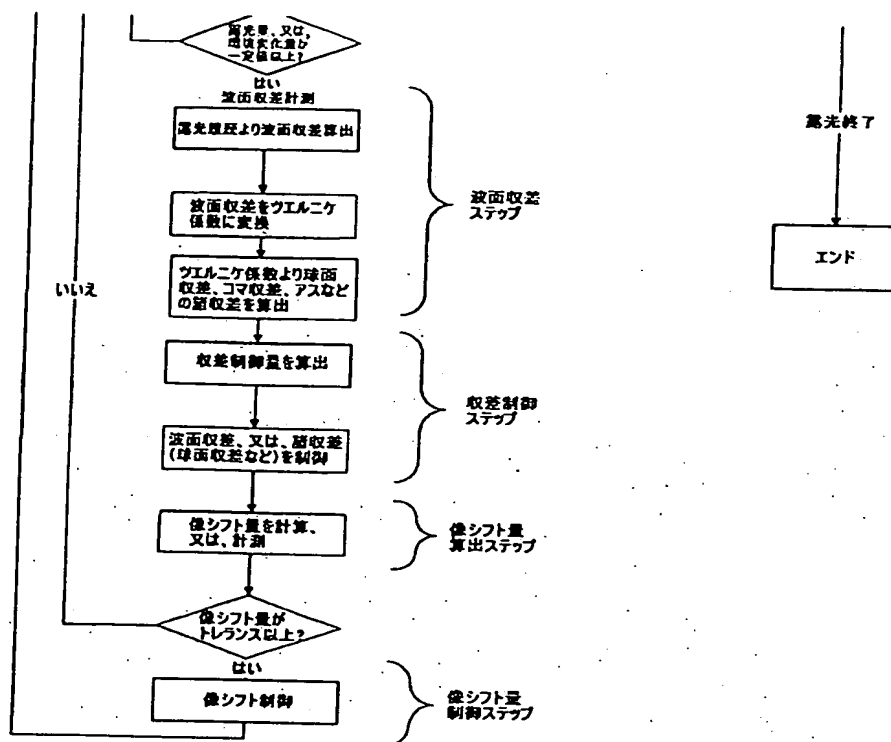 露光量、又は、
環境変化量が
一定値以上?
はい
波面収差計測
露光履歴より波面収差算出
波面収差をツエルニケ
係数に変換
ツエルニケ係数より球面
収差、コマ収差、アスなど
の諸収差を算出
波面収差
ステップ
いいえ
収差制御量を算出
波面収差、又は、諸収差
(球面収差など)を制御
収差制御
ステップ
像シフト量を計算、
又は、計測
像シフト量
算出ステップ
像シフト量が
トレランス以上?
はい
像シフト制御
像シフト量
制御ステップ
露光終了
エンド